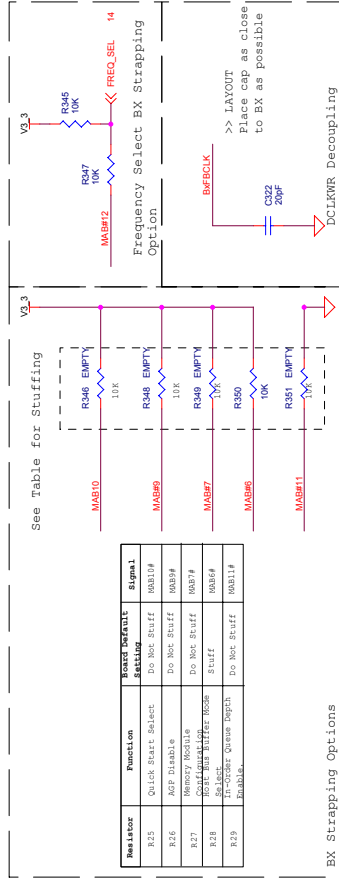 See Table for Stuffing
V3_3
MAB10
R346
EMPTY
10K
MAB#9
R348
EMPTY
10K
MAB#7
R349
EMPTY
10K
MAB#6
R350
10K
MAB#11
R351
EMPTY
10K
Resistor
Function
Board Default Setting
Signal
R25
Quick Start Select
Do Not Stuff
MAB10#
R26
AGP Disable
Do Not Stuff
MAB9#
R27
Memory Module
Configuration
Do Not Stuff
MAB7#
R28
Host Bus Buffer Mode
Select
Stuff
MAB6#
R29
In-Order Queue Depth
Enable.
Do Not Stuff
MAB11#
BX Strapping Options
V3_3
R345
10K
FREQ_SEL
14
R347
10K
MAB#12
Frequency Select BX Strapping
Option
>> LAYOUT
Place cap as close
to BX as possible
BxFBCLK
C322
20pF
DCLKWR Decoupling